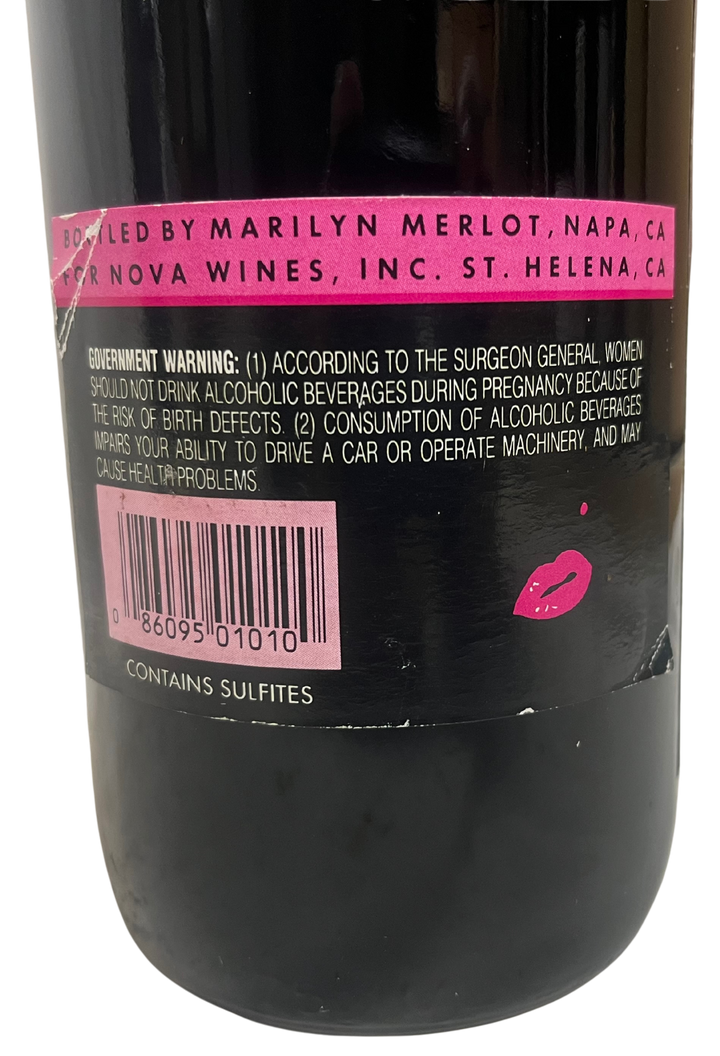 BOTTLED BY MARILYN MERLOT, NAPA, CA
FOR NOVA WINES, INC. ST. HELENA, CA
GOVERNMENT WARNING: (1) ACCORDING TO THE SURGEON GENERAL, WOMEN
SHOULD NOT DRINK ALCOHOLIC BEVERAGES DURING PREGNANCY BECAUSE OF
THE RISK OF BIRTH DEFECTS. (2) CONSUMPTION OF ALCOHOLIC BEVERAGES
IMPAIRS YOUR ABILITY TO DRIVE A CAR OR OPERATE MACHINERY, AND MAY
CAUSE HEALTH PROBLEMS.
0 86095 01010
CONTAINS SULFITES